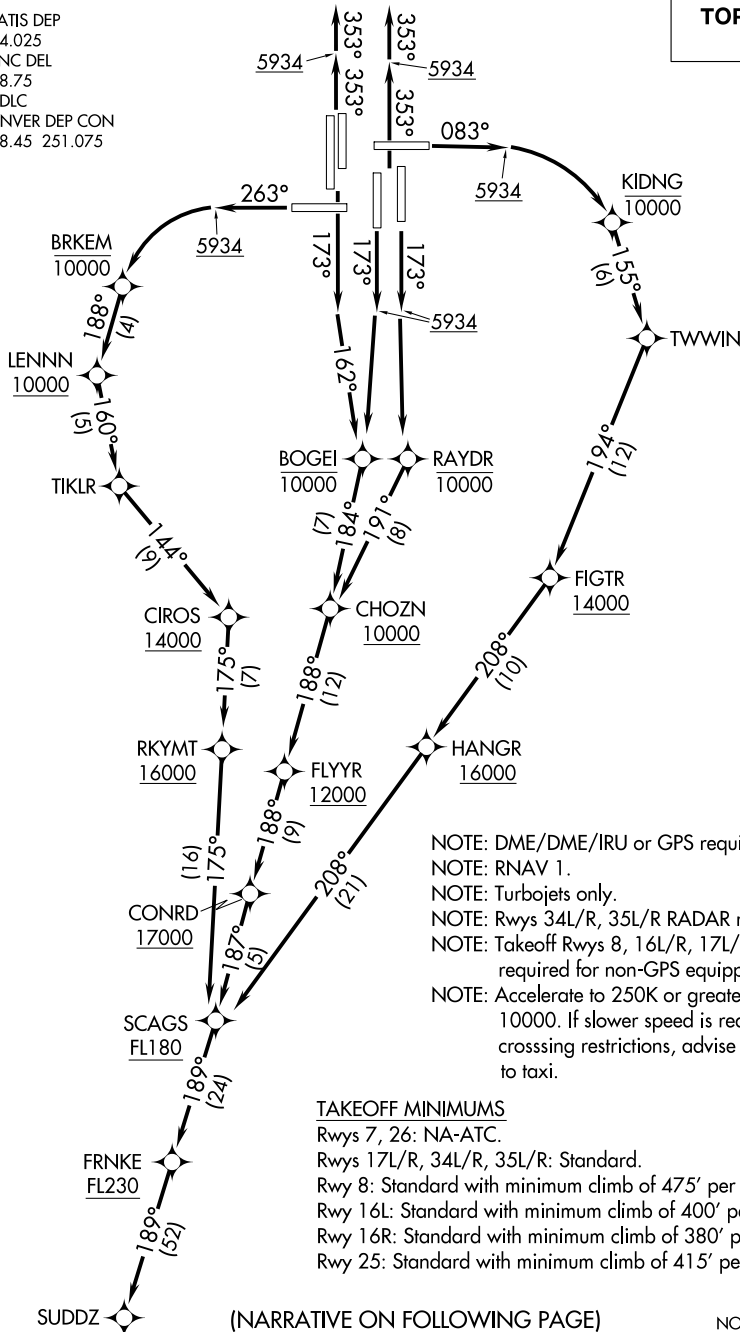 ATIS DEP
4.025
NC DEL
8.75
DLC
NVER DEP CON
8.45 251.075
TOP
353°
353°
5934
5934
353°
353°
083°
5934
KIDNG
10000
263°
5934
BRKEM
10000
155°
(6)
173°
173°
173°
5934
188°
(4)
TWWIN
LENNN
10000
162°
160°
(5)
194°
(12)
BOGEI
10000
RAYDR
10000
TIKLR
184°
(7)
191°
(8)
144°
(9)
FIGTR
14000
CIROS
14000
CHOZN
10000
175°
(7)
188°
(12)
208°
(10)
RKYMT
16000
HANGR
16000
FLYYR
12000
188°
(9)
175°
(16)
208°
(21)
CONRD
17000
187°
(5)
SCAGS
FL180
189°
(24)
FRNKE
FL230
189°
(52)
SUDDZ
NOTE: DME/DME/IRU or GPS requi
NOTE: RNAV 1.
NOTE: Turbojets only.
NOTE: Rwys 34L/R, 35L/R RADAR r
NOTE: Takeoff Rwys 8, 16L/R, 17L/
required for non-GPS equipp
NOTE: Accelerate to 250K or greate
10000. If slower speed is rec
crosssing restrictions, advise
to taxi.
TAKEOFF MINIMUMS
Rwys 7, 26: NA-ATC.
Rwys 17L/R, 34L/R, 35L/R: Standard.
Rwy 8: Standard with minimum climb of 475' per
Rwy 16L: Standard with minimum climb of 400' pe
Rwy 16R: Standard with minimum climb of 380' p
Rwy 25: Standard with minimum climb of 415' pe
(NARRATIVE ON FOLLOWING PAGE)
NO